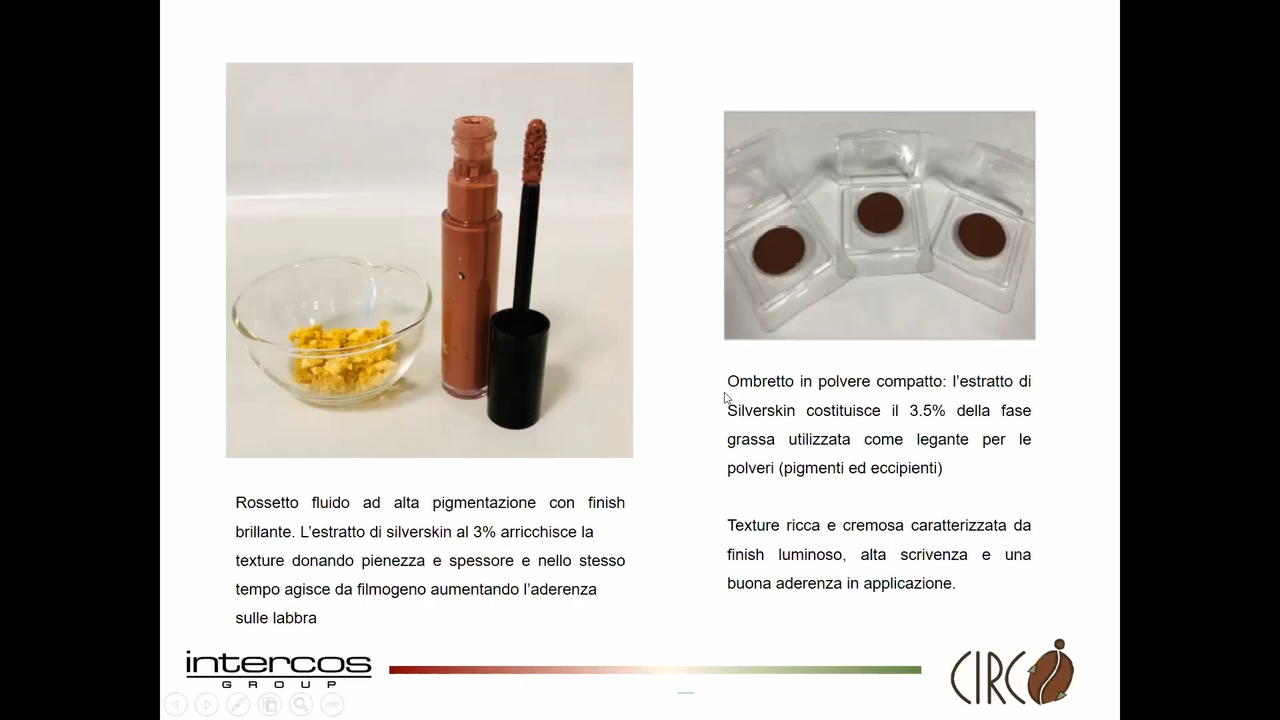 Rossetto fluido ad alta pigmentazione con finish
brillante. L'estratto di silverskin al 3% arricchisce la
texture donando pienezza e spessore e nello stesso
tempo agisce da filmogeno aumentando l'aderenza
sulle labbra
Ombretto in polvere compatto: l'estratto di
Silverskin costituisce il 3.5% della fase
grassa utilizzata come legante per le
polveri (pigmenti ed eccipienti)
Texture ricca e cremosa caratterizzata da
finish luminoso, alta scrivenza e una
buona aderenza in applicazione.
intercos
GROUP
CIRCO